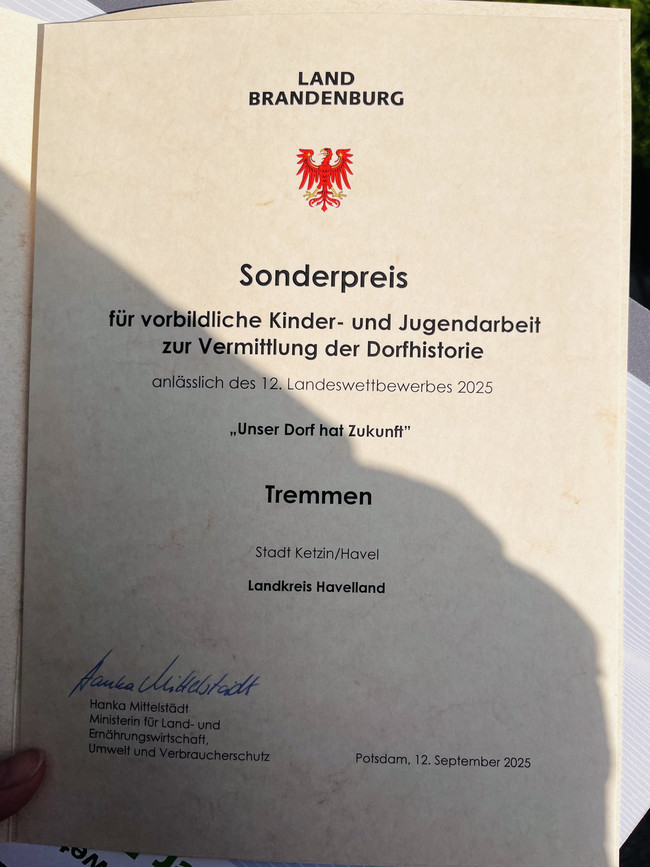 LAND
BRANDENBURG
Sonderpreis
für vorbildliche Kinder- und Jugendarbeit
zur Vermittlung der Dorfhistorie
anlässlich des 12. Landeswettbewerbes 2025
„Unser Dorf hat Zukunft”
Tremmen
Stadt Ketzin/Havel
Landkreis Havelland
Hanka Mittelstädt
Hanka Mittelstädt
Ministerin für Land- und
Ernährungswirtschaft,
Umwelt und Verbraucherschutz
Potsdam, 12. September 2025